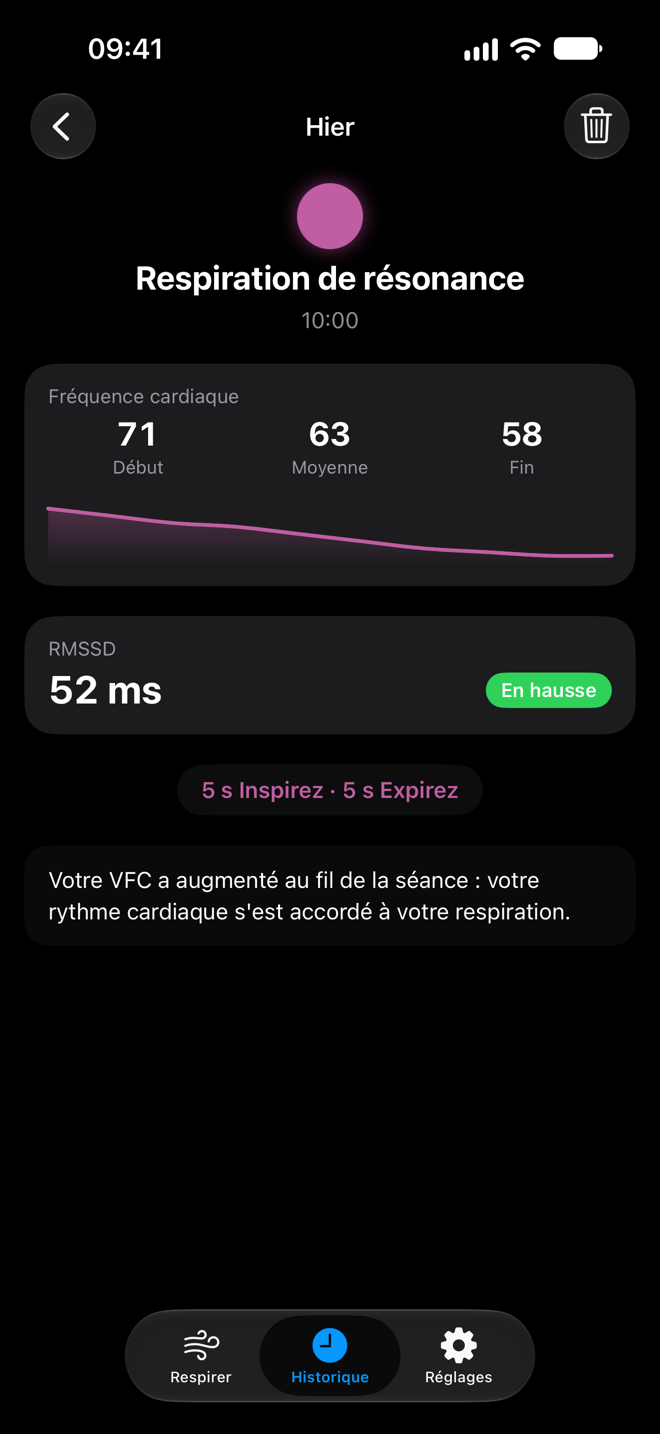 09:41
Hier
Respiration de résonance
10:00
Fréquence cardiaque
71 63 58
Début Moyenne Fin
RMSSD
52 ms En hausse
5 s Inspirez · 5 s Expirez
Votre VFC a augmenté au fil de la séance : votre
rythme cardiaque s'est accordé à votre respiration.
Respirer Historique Réglages